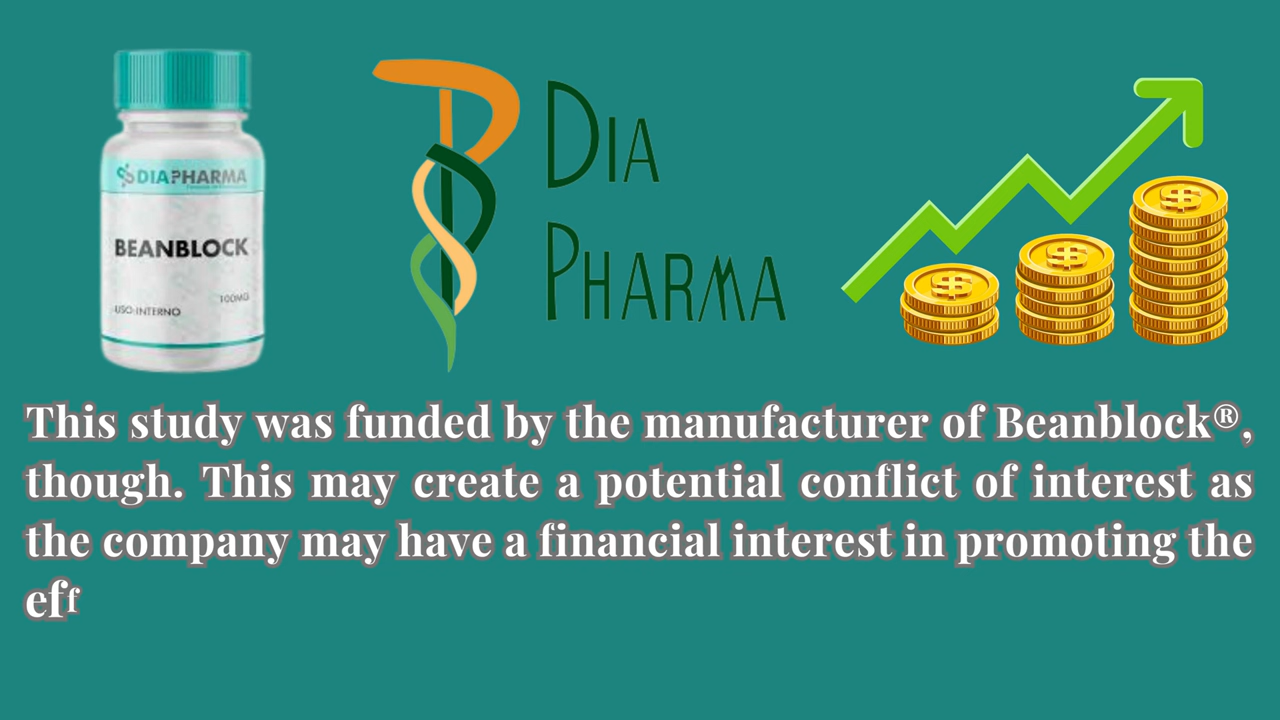 DIAPHARMA
BEANBLOCK
100MG
USO INTERNO
DIA
PHARMA
This study was funded by the manufacturer of Beanblock®,
though. This may create a potential conflict of interest as
the company may have a financial interest in promoting the
eff